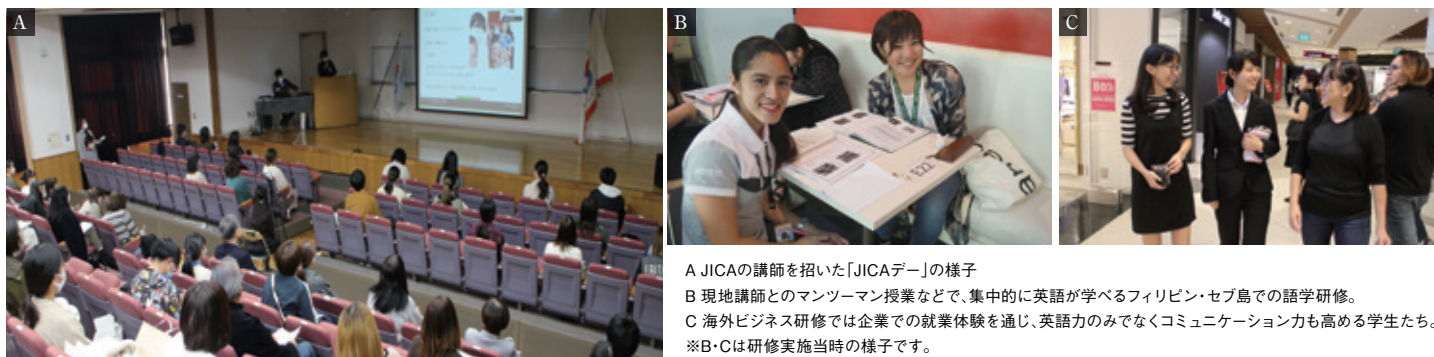 A
B
C
E22
A JICAの講師を招いた「JICAデー」の様子
B 現地講師とのマンツーマン授業などで、集中的に英語が学べるフィリピン・セブ島での語学研修。
C 海外ビジネス研修では企業での就業体験を通じ、英語力のみでなくコミュニケーション力も高める学生たち。
※B・Cは研修実施当時の様子です。